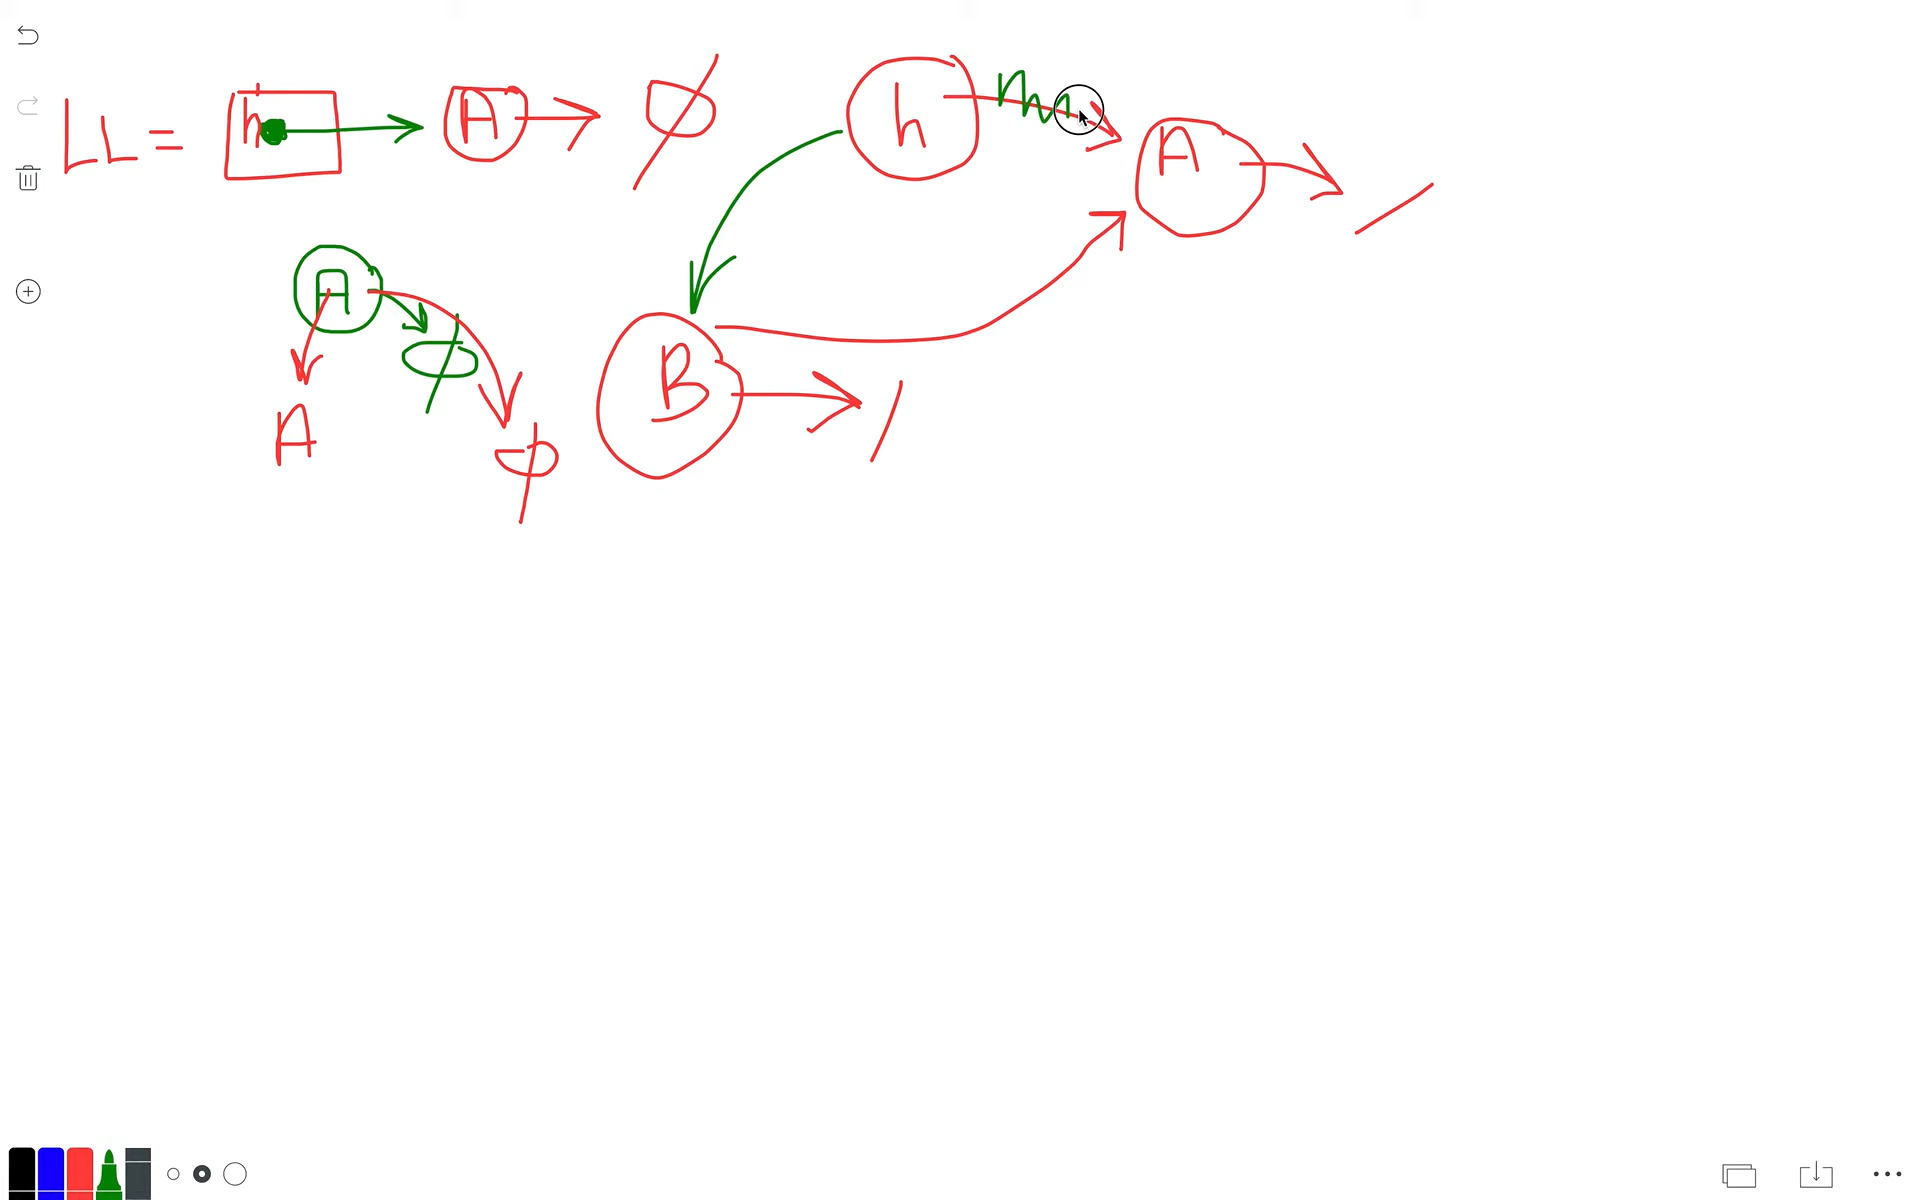 LL = h A ∅
h A
A ∅
B
A ∅